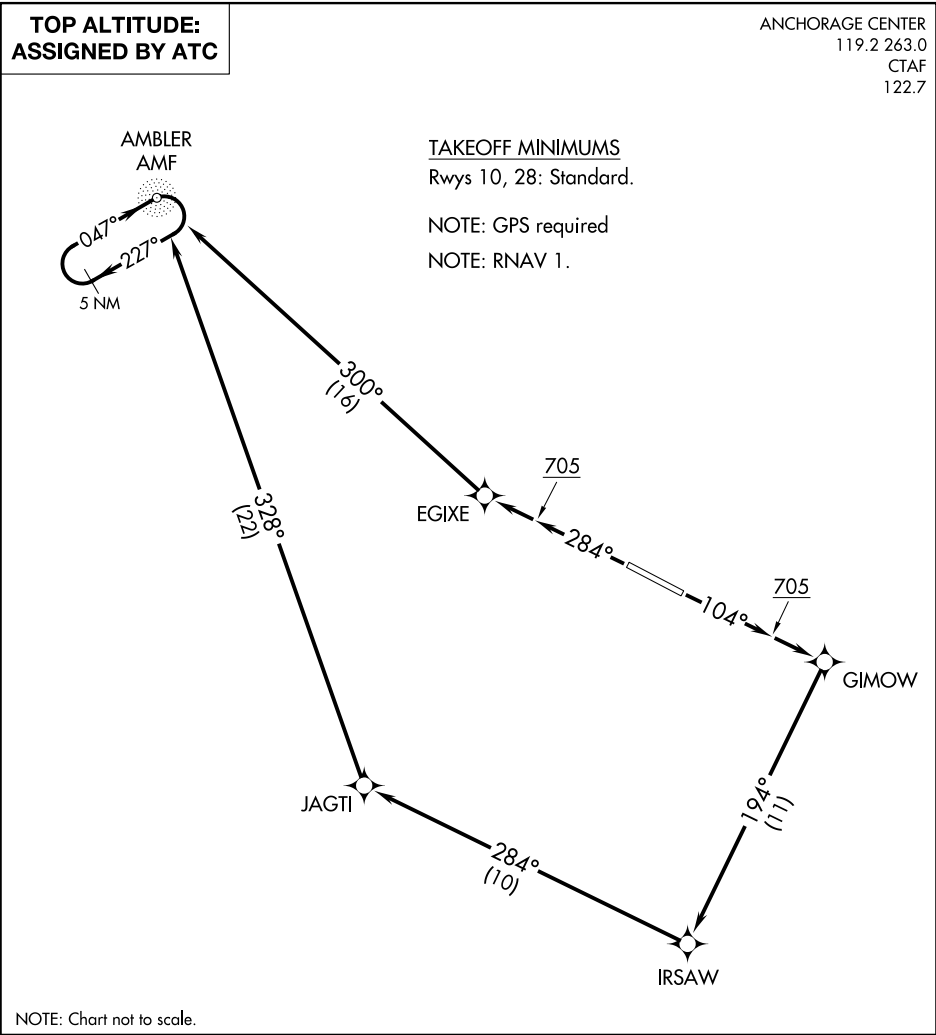 TOP ALTITUDE:
ASSIGNED BY ATC
ANCHORAGE CENTER
119.2 263.0
CTAF
122.7
AMBLER
AMF
047°
227°
5 NM
TAKEOFF MINIMUMS
Rwys 10, 28: Standard.
NOTE: GPS required
NOTE: RNAV 1.
300°
(16)
705
EGIXE
284°
328°
(22)
705
104°
GIMOW
JAGTI
194°
(11)
284°
(10)
IRSAW
NOTE: Chart not to scale.